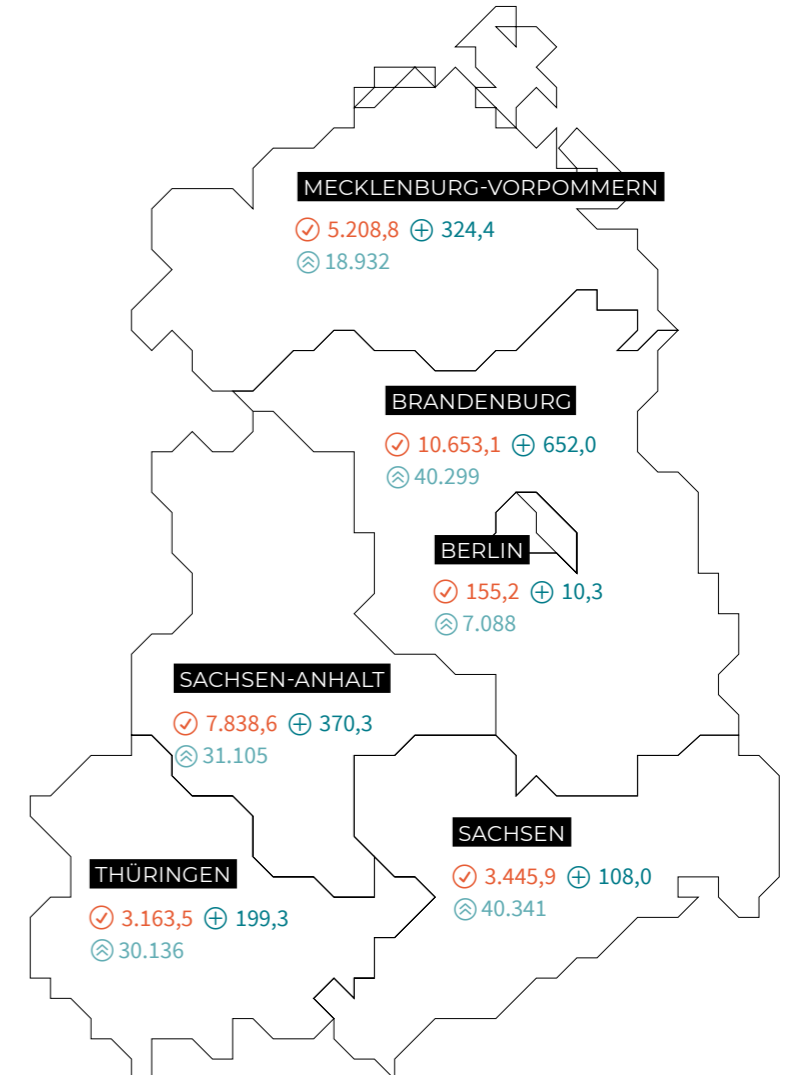 MECKLENBURG-VORPOMMERN
5.208,8 324,4
18.932
BRANDENBURG
10.653,1 652,0
40.299
BERLIN
155,2 10,3
7.088
SACHSEN-ANHALT
7.838,6 370,3
31.105
SACHSEN
3.445,9 108,0
40.341
THÜRINGEN
3.163,5 199,3
30.136